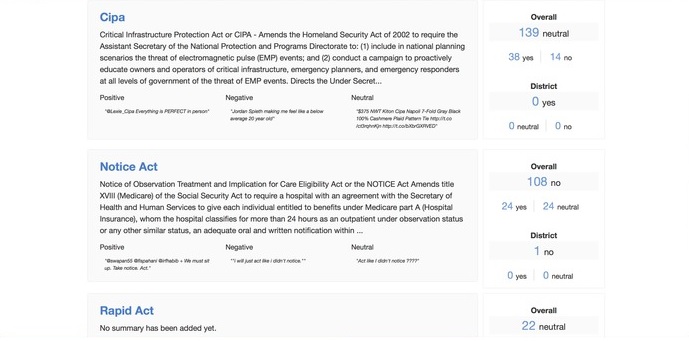 Cipa
Critical Infrastructure Protection Act or CIPA - Amends the Homeland Security Act of 2002 to require the
Assistant Secretary of the National Protection and Programs Directorate to: (1) include in national planning
scenarios the threat of electromagnetic pulse (EMP) events; and (2) conduct a campaign to proactively
educate owners and operators of critical infrastructure, emergency planners, and emergency responders
at all levels of government of the threat of EMP events. Directs the Under Secret...
Positive Negative Neutral
"@Lexie_Cipa Everything is PERFECT in person" "Jordan Spieth making me feel like a below "$375 NWT Kiton Cipa Napoli 7-Fold Gray Black
average 20 year old" 100% Cashmere Plaid Pattern Tie http://t.co
http://t.co/bXbrGXRVED"
Overall
139 neutral
38 yes 14 no
District
0 yes
0 neutral 0 no
Notice Act
Notice of Observation Treatment and Implication for Care Eligibility Act or the NOTICE Act Amends title
XVIII (Medicare) of the Social Security Act to require a hospital with an agreement with the Secretary of
Health and Human Services to give each individual entitled to benefits under Medicare part A (Hospital
Insurance), whom the hospital classifies for more than 24 hours as an outpatient under observation status
or any other similar status, an adequate oral and written notification within ...
Positive Negative Neutral
"@swapan55 @ifspahani @irfhabib + We must sit "'I will just act like i didn't notice.'" "Act like I didn't notice ????"
up. Take notice. Act."
Overall
108 no
24 yes 24 neutral
District
1 no
0 yes 0 neutral
Rapid Act
No summary has been added yet.
Overall
22 neutral